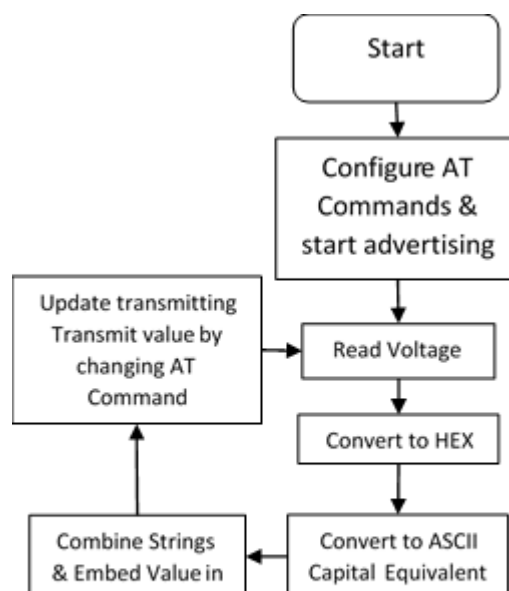 Start
Configure AT
Commands &
start advertising
Update transmitting
Transmit value by
changing AT
Command
Read Voltage
Convert to HEX
Convert to ASCII
Capital Equivalent
Combine Strings
& Embed Value in